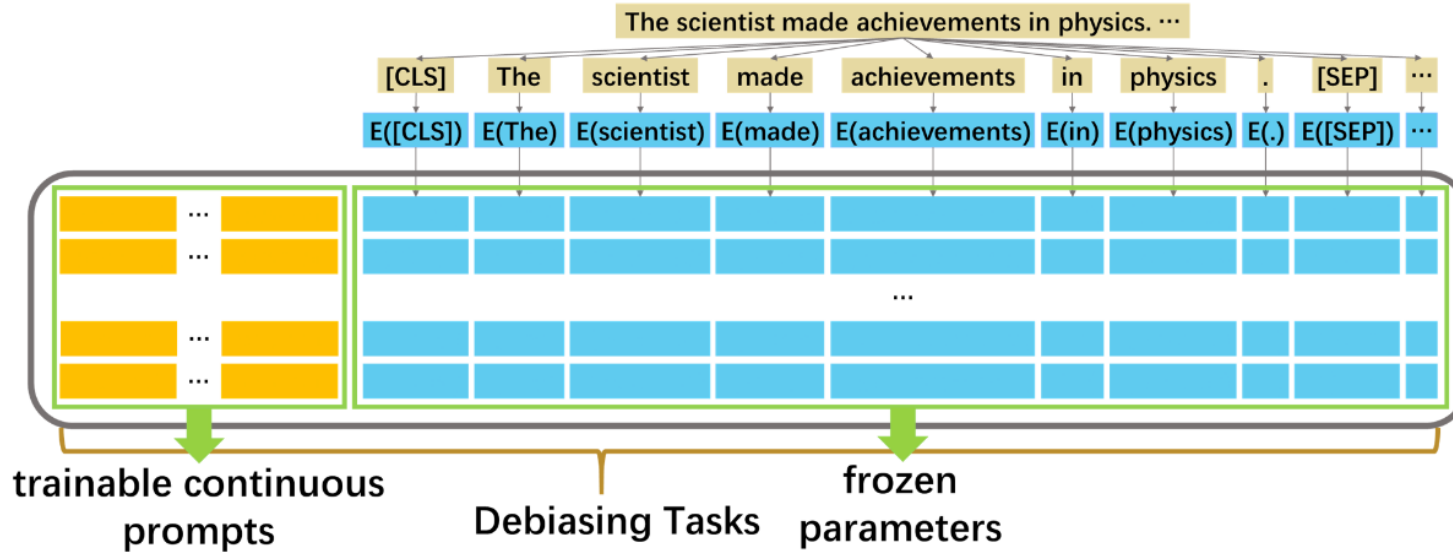 The scientist made achievements in physics. ⋯
[CLS] The scientist made achievements in physics . [SEP] ⋯
E([CLS]) E(The) E(scientist) E(made) E(achievements) E(in) E(physics) E(.) E([SEP]) ⋯
⋯
⋯
⋯
⋯
⋯
trainable continuous
prompts
Debiasing Tasks
frozen
parameters